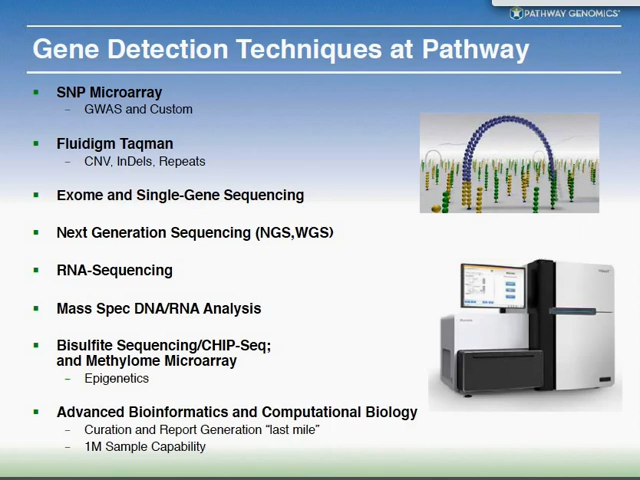 PATHWAY GENOMICS®
Gene Detection Techniques at Pathway
▪ SNP Microarray
– GWAS and Custom
▪ Fluidigm Taqman
– CNV, InDels, Repeats
▪ Exome and Single-Gene Sequencing
▪ Next Generation Sequencing (NGS,WGS)
▪ RNA-Sequencing
▪ Mass Spec DNA/RNA Analysis
▪ Bisulfite Sequencing/CHIP-Seq;
and Methylome Microarray
– Epigenetics
▪ Advanced Bioinformatics and Computational Biology
– Curation and Report Generation “last mile”
– 1M Sample Capability